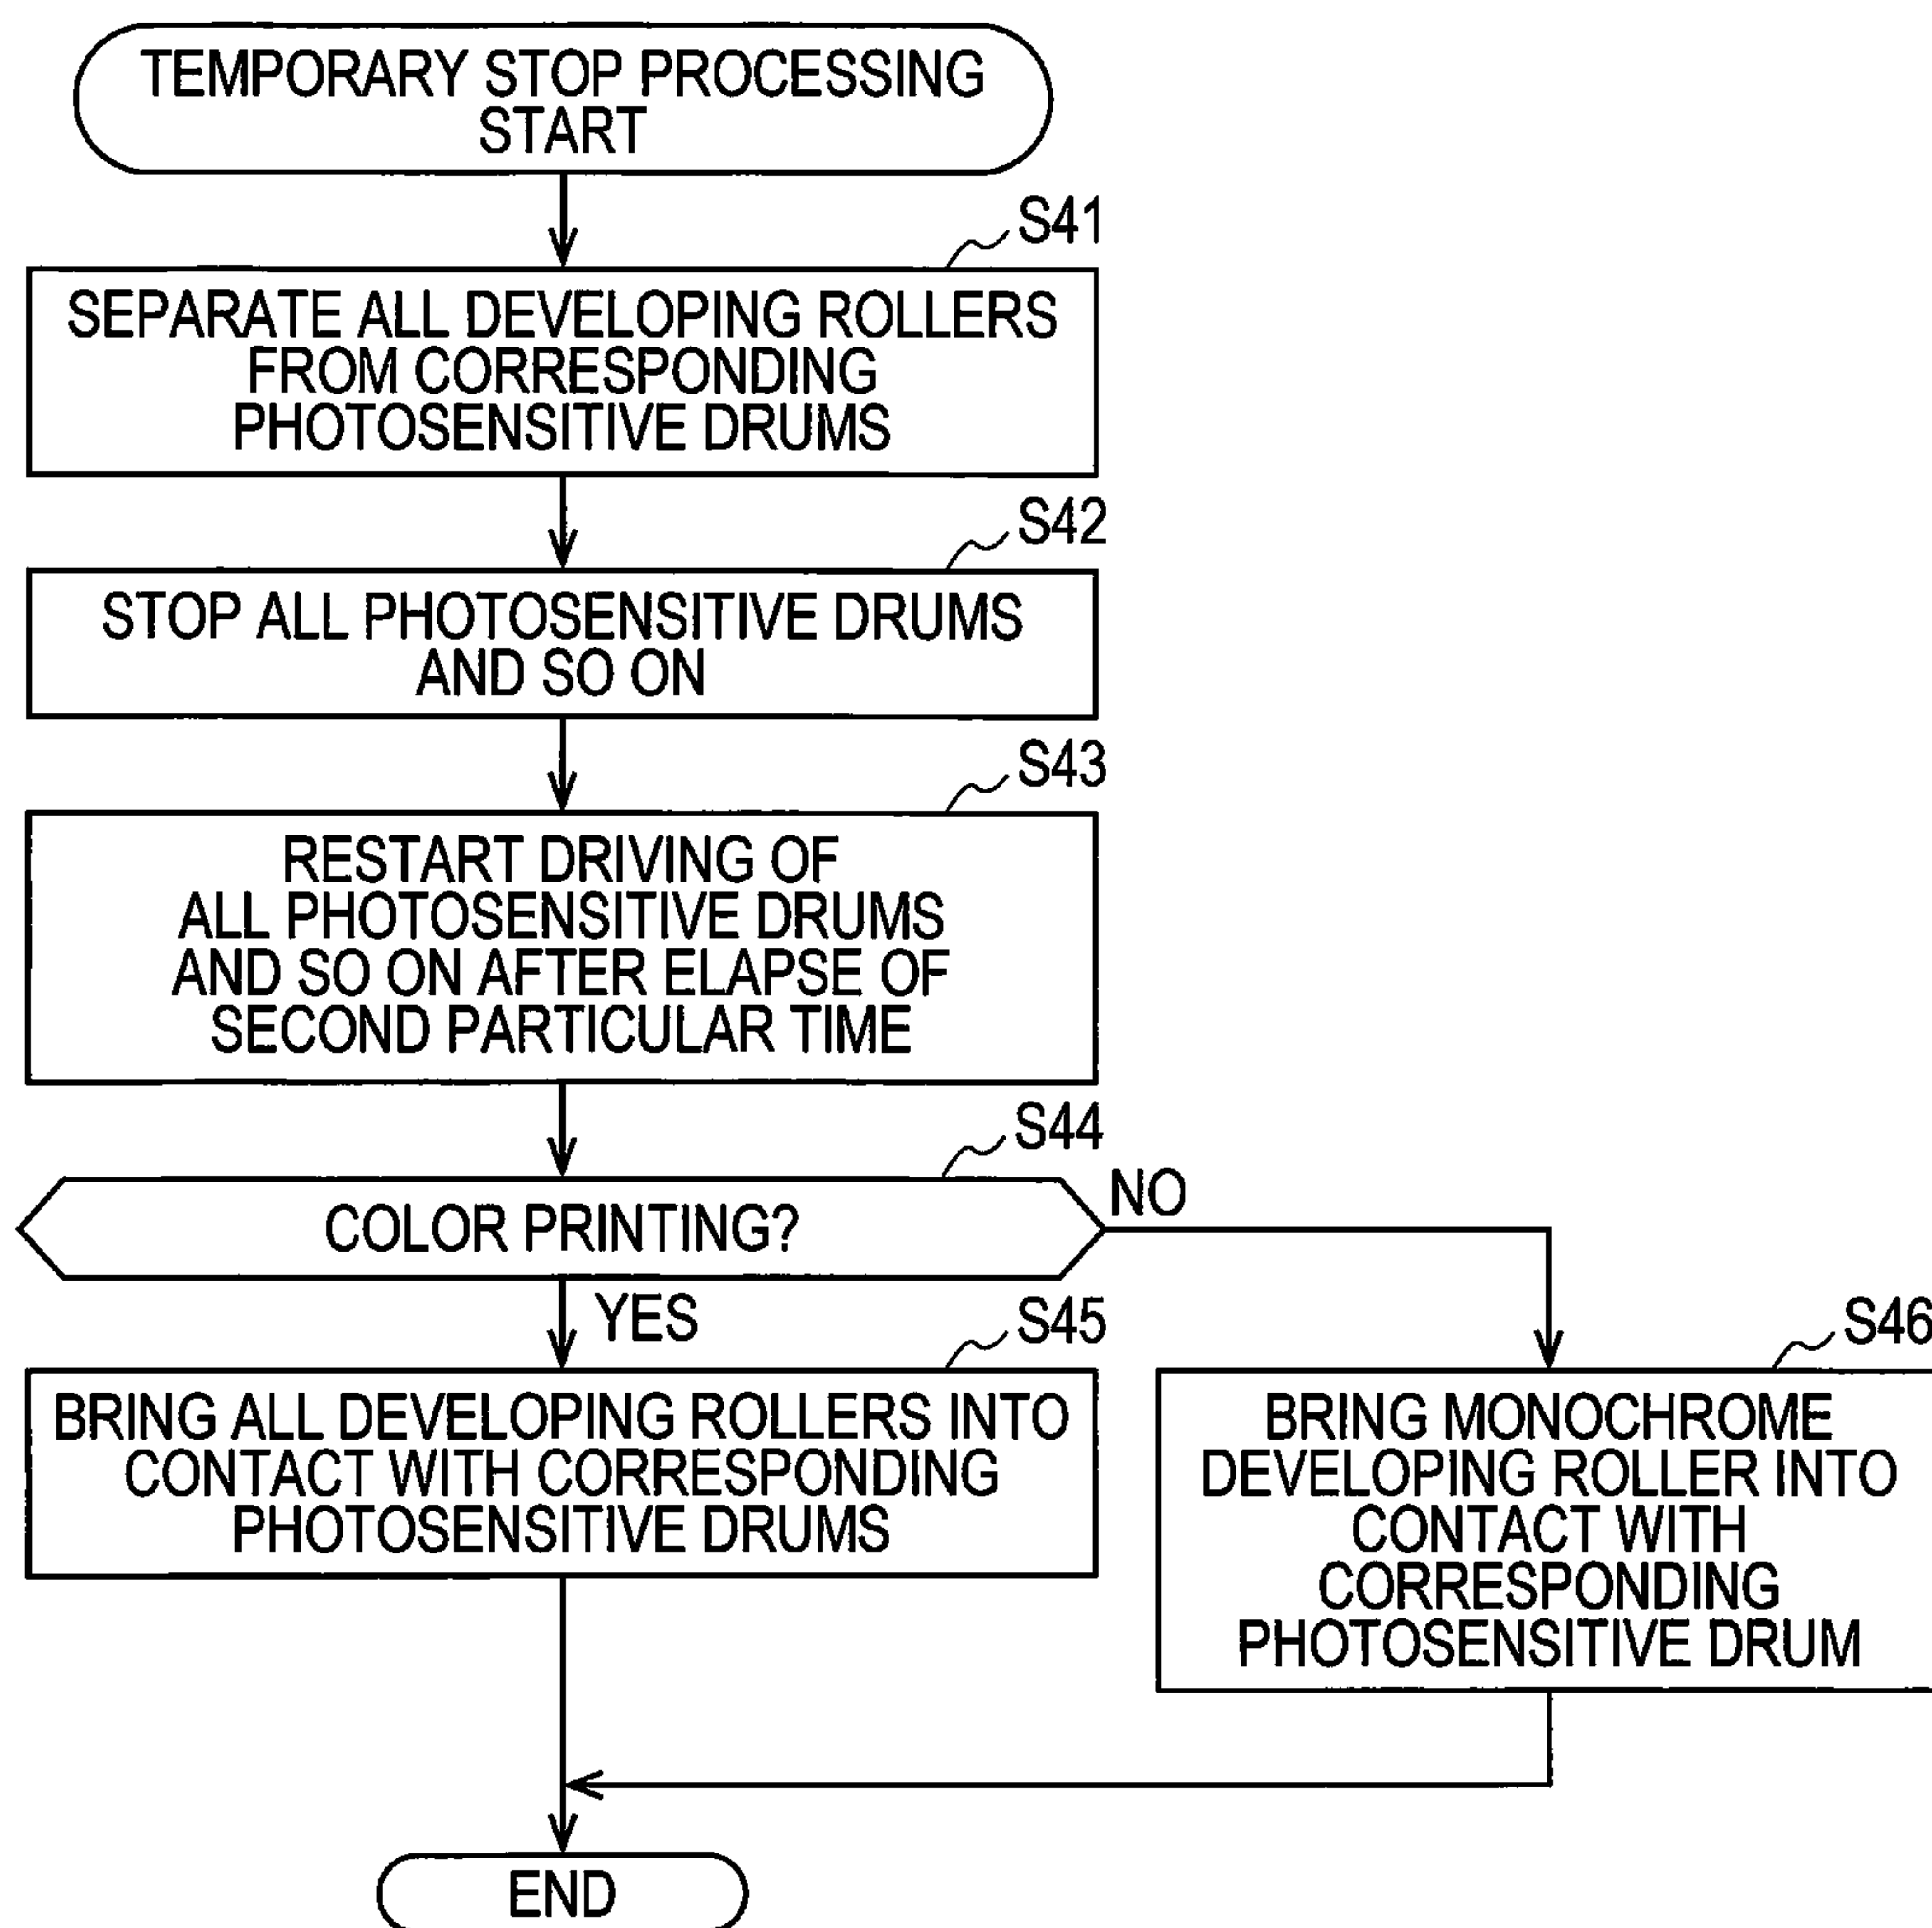 TEMPORARY STOP PROCESSING
START
S41
SEPARATE ALL DEVELOPING ROLLERS
FROM CORRESPONDING
PHOTOSENSITIVE DRUMS
S42
STOP ALL PHOTOSENSITIVE DRUMS
AND SO ON
S43
RESTART DRIVING OF
ALL PHOTOSENSITIVE DRUMS
AND SO ON AFTER ELAPSE OF
SECOND PARTICULAR TIME
S44
COLOR PRINTING?
NO
YES
S45
BRING ALL DEVELOPING ROLLERS INTO
CONTACT WITH CORRESPONDING
PHOTOSENSITIVE DRUMS
S46
BRING MONOCHROME
DEVELOPING ROLLER INTO
CONTACT WITH
CORRESPONDING
PHOTOSENSITIVE DRUM
END